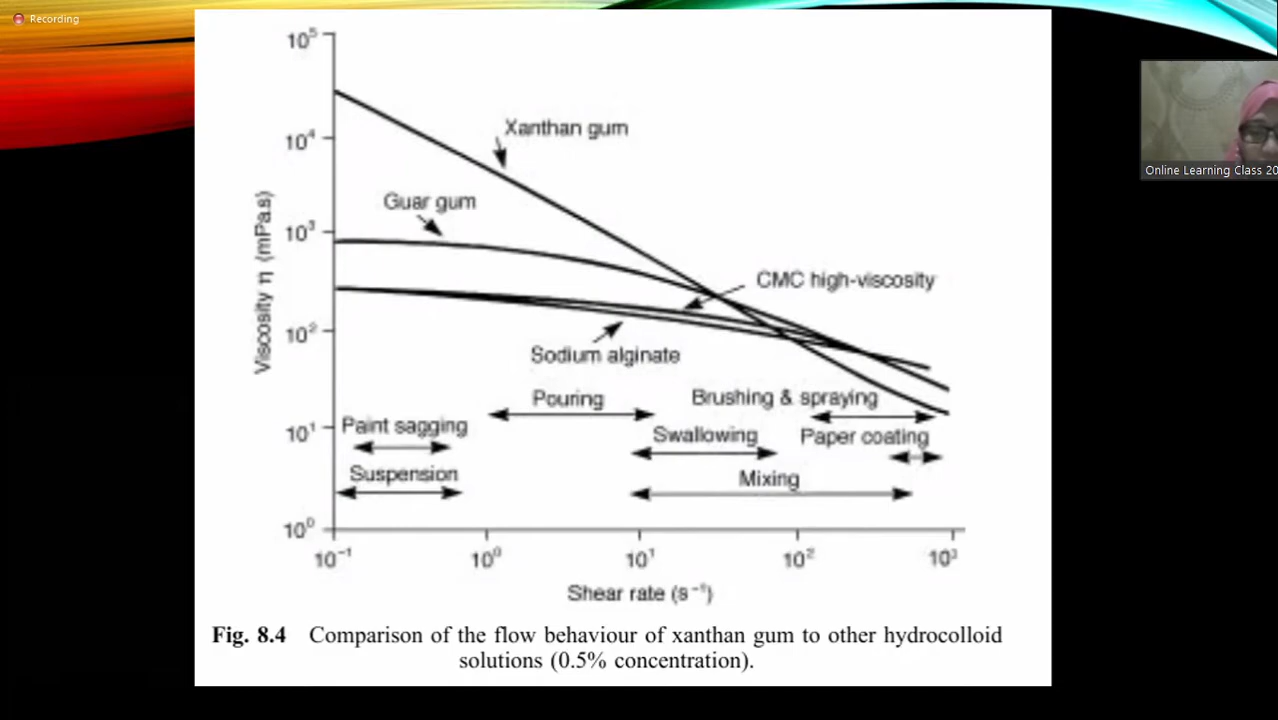 Recording
10⁵
Xanthan gum
10⁴
Guar gum
10³
CMC high-viscosity
Viscosity η (mPa.s)
10²
Sodium alginate
Pouring
Brushing & spraying
Paint sagging
10¹
Swallowing
Paper coating
Suspension
Mixing
10⁰
10⁻¹ 10⁰ 10¹ 10² 10³
Shear rate (s⁻¹)
Fig. 8.4 Comparison of the flow behaviour of xanthan gum to other hydrocolloid
solutions (0.5% concentration).
Online Learning Class 20